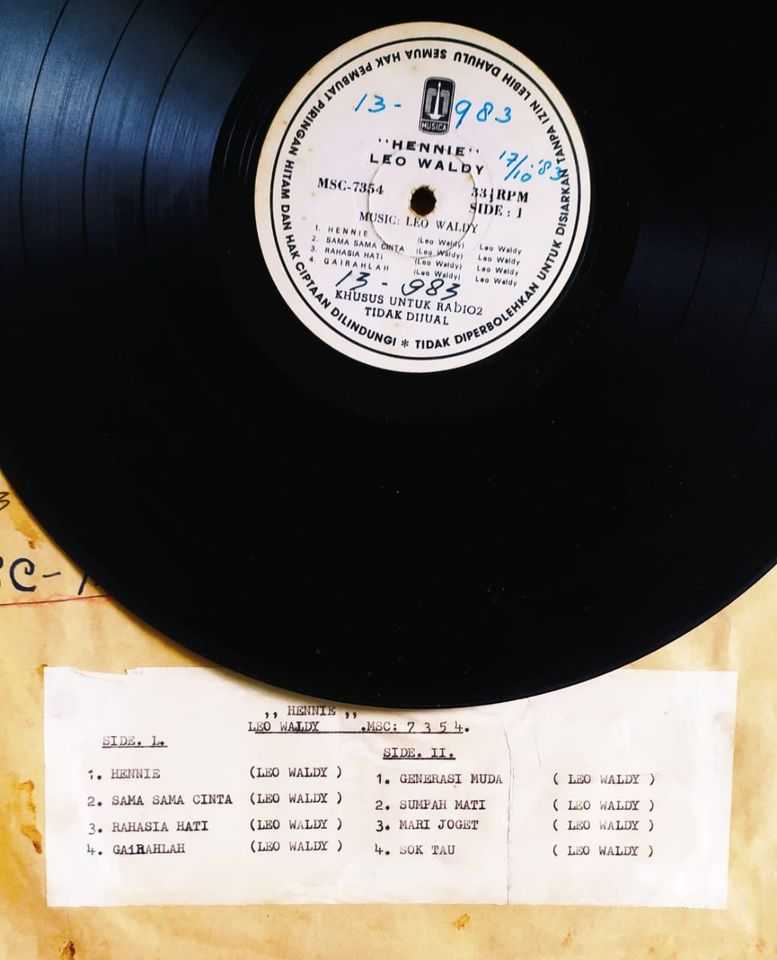 SEMUA HAK PEMBUAT PIRINGAN HITAM DAN HAK CIPTAAN DILINDUNGI * TIDAK DIPERBOLEHKAN UNTUK DISIARKAN TANPA IZIN LEBIH DAHULU
13- 983
MUSICA
"HENNIE"
LEO WALDY
17/10-'83
MSC-7354 33⅓RPM
SIDE : 1
MUSIC: LEO WALDY
1. HENNIE (Leo Waldy) Leo Waldy
2. SAMA SAMA CINTA (Leo Waldy) Leo Waldy
3. RAHASIA HATI (Leo Waldy) Leo Waldy
4. GAIRAHLAH (Leo Waldy) Leo Waldy
13 - 983
KHUSUS UNTUK RADIO2
TIDAK DIJUAL
,, HENNIE ,,
LEO WALDY .MSC: 7 3 5 4.
SIDE. I.
1. HENNIE (LEO WALDY )
2. SAMA SAMA CINTA (LEO WALDY )
3. RAHASIA HATI (LEO WALDY )
4. GAiRAHLAH (LEO WALDY )
SIDE. II.
1. GENERASI MUDA ( LEO WALDY )
2. SUMPAH MATI ( LEO WALDY )
3. MARI JOGET ( LEO WALDY )
4. SOK TAU ( LEO WALDY )